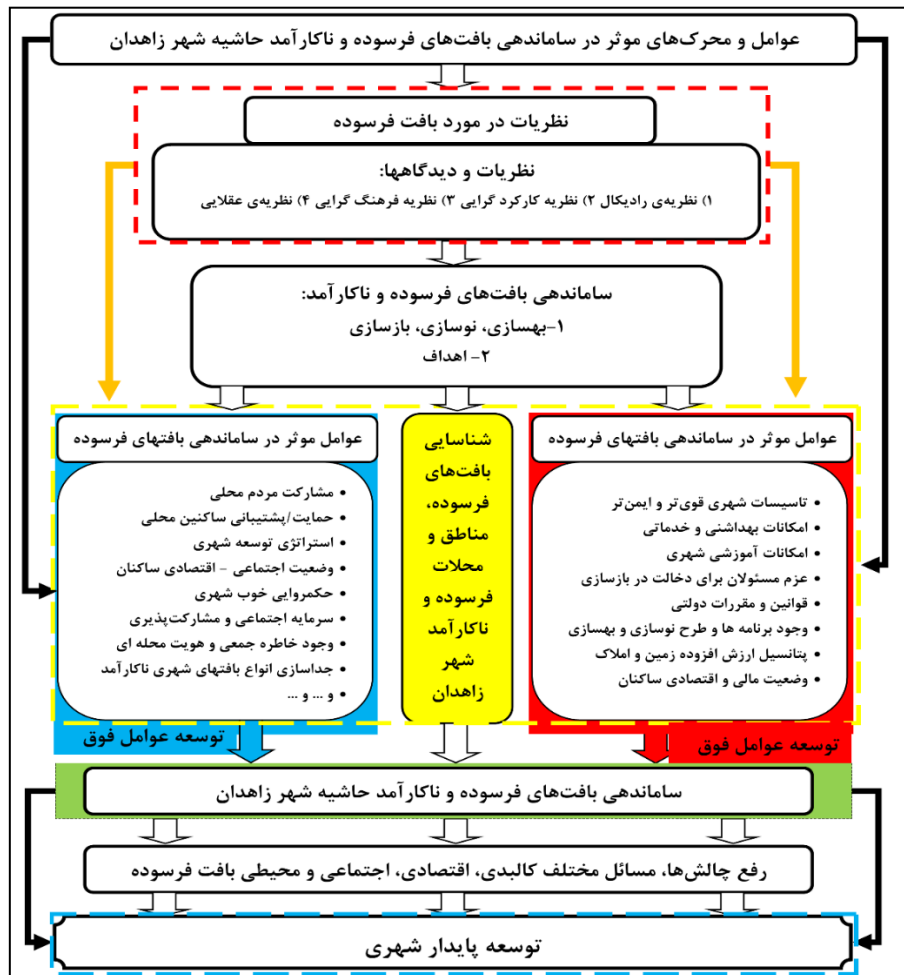 عوامل و محرک‌های موثر در ساماندهی بافت‌های فرسوده و ناکارآمد حاشیه شهر زاهدان
نظریات در مورد بافت فرسوده
نظریات و دیدگاهها:
۱) نظریه‌ی رادیکال ۲) نظریه کارکرد گرایی ۳) نظریه فرهنگ گرایی ۴) نظریه‌ی عقلایی
ساماندهی بافت‌های فرسوده و ناکارآمد:
۱-بهسازی، نوسازی، بازسازی
۲- اهداف
عوامل موثر در ساماندهی بافتهای فرسوده
• تاسیسات شهری قوی‌تر و ایمن‌تر
• امکانات بهداشتی و خدماتی
• امکانات آموزشی شهری
• عزم مسئولان برای دخالت در بازسازی
• قوانین و مقررات دولتی
• وجود برنامه ها و طرح نوسازی و بهسازی
• پتانسیل ارزش افزوده زمین و املاک
• وضعیت مالی و اقتصادی ساکنان
توسعه عوامل فوق
شناسایی
بافت‌های
فرسوده،
مناطق و
محلات
فرسوده و
ناکارآمد
شهر
زاهدان
عوامل موثر در ساماندهی بافتهای فرسوده
• مشارکت مردم محلی
• حمایت/پشتیبانی ساکنین محلی
• استراتژی توسعه شهری
• وضعیت اجتماعی – اقتصادی ساکنان
• حکمروایی خوب شهری
• سرمایه اجتماعی و مشارکت‌پذیری
• وجود خاطره جمعی و هویت محله ای
• جداسازی انواع بافتهای شهری ناکارآمد
• و ... و ...
توسعه عوامل فوق
ساماندهی بافت‌های فرسوده و ناکارآمد حاشیه شهر زاهدان
رفع چالش‌ها، مسائل مختلف کالبدی، اقتصادی، اجتماعی و محیطی بافت فرسوده
توسعه پایدار شهری